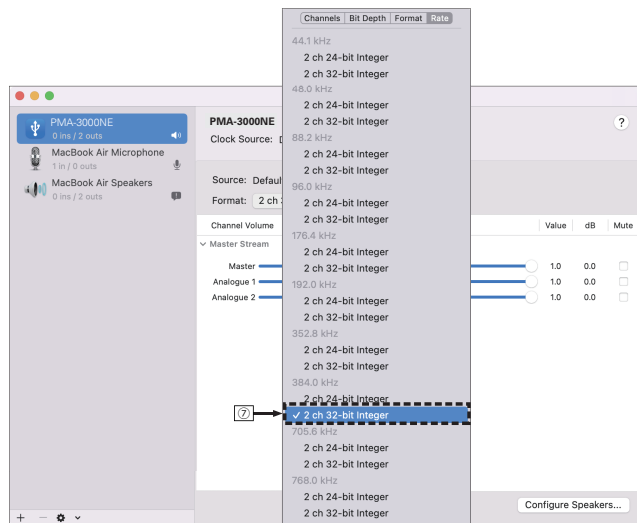 Channels Bit Depth Format Rate
44.1 kHz
2 ch 24-bit Integer
2 ch 32-bit Integer
48.0 kHz
2 ch 24-bit Integer
2 ch 32-bit Integer
88.2 kHz
2 ch 24-bit Integer
2 ch 32-bit Integer
96.0 kHz
2 ch 24-bit Integer
2 ch 32-bit Integer
176.4 kHz
2 ch 24-bit Integer
2 ch 32-bit Integer
192.0 kHz
2 ch 24-bit Integer
2 ch 32-bit Integer
352.8 kHz
2 ch 24-bit Integer
2 ch 32-bit Integer
384.0 kHz
2 ch 24-bit Integer
⑦
✓ 2 ch 32-bit Integer
705.6 kHz
2 ch 24-bit Integer
2 ch 32-bit Integer
768.0 kHz
2 ch 24-bit Integer
2 ch 32-bit Integer
PMA-3000NE
0 ins / 2 outs
MacBook Air Microphone
1 in / 0 outs
MacBook Air Speakers
0 ins / 2 outs
PMA-3000NE
?
Clock Source:
Source: Defaul
Format: 2 ch
Channel Volume Value dB Mute
Master Stream
Master 1.0 0.0
Analogue 1 1.0 0.0
Analogue 2 1.0 0.0
Configure Speakers...